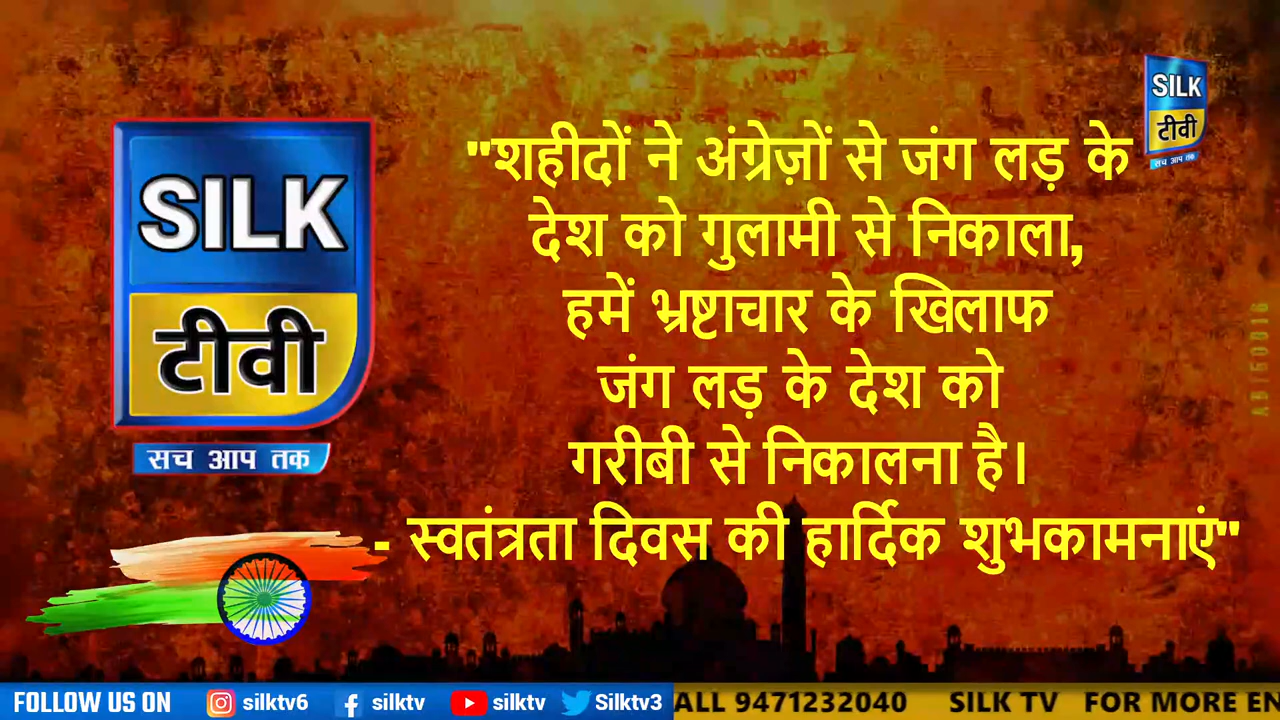 SILK
टीवी
सच आप तक
SILK
टीवी
सच आप तक
"शहीदों ने अंग्रेज़ों से जंग लड़ के
देश को गुलामी से निकाला,
हमें भ्रष्टाचार के खिलाफ
जंग लड़ के देश को
गरीबी से निकालना है।
- स्वतंत्रता दिवस की हार्दिक शुभकामनाएं"
FOLLOW US ON silktv6 silktv silktv Silktv3 ALL 9471232040 SILK TV FOR MORE EN